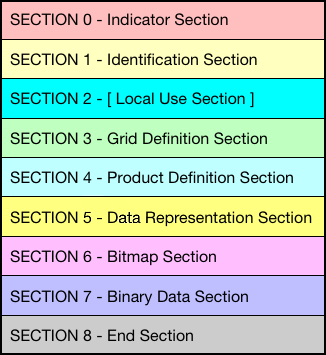 SECTION 0 - Indicator Section
SECTION 1 - Identification Section
SECTION 2 - [ Local Use Section ]
SECTION 3 - Grid Definition Section
SECTION 4 - Product Definition Section
SECTION 5 - Data Representation Section
SECTION 6 - Bitmap Section
SECTION 7 - Binary Data Section
SECTION 8 - End Section